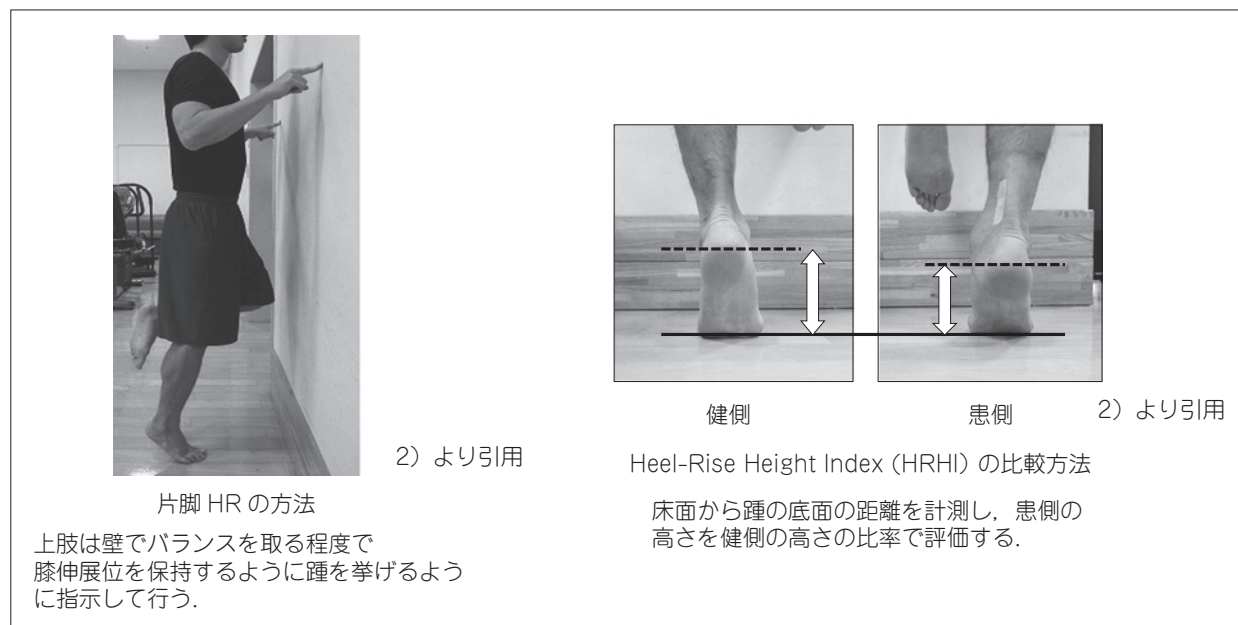 2）より引用
片脚 HR の方法
上肢は壁でバランスを取る程度で
膝伸展位を保持するように踵を挙げるよう
に指示して行う．
健側
患側
2）より引用
Heel-Rise Height Index（HRHI）の比較方法
床面から踵の底面の距離を計測し，患側の
高さを健側の高さの比率で評価する．